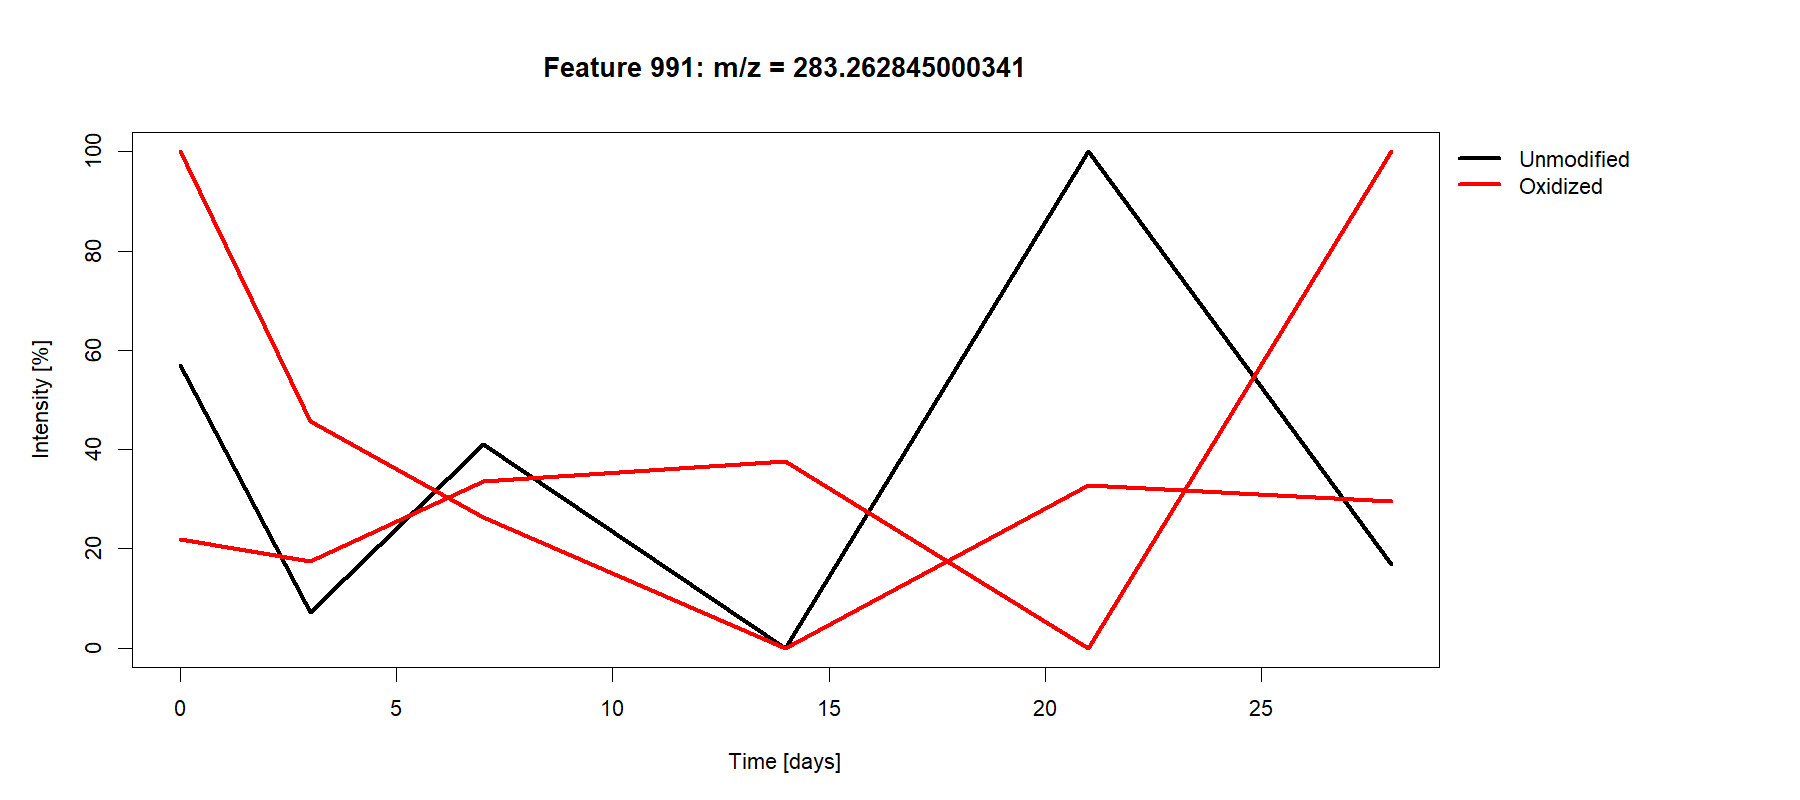 Feature 991: m/z = 283.262845000341
100
80
60
40
20
0
Intensity [%]
Unmodified
Oxidized
0 5 10 15 20 25
Time [days]